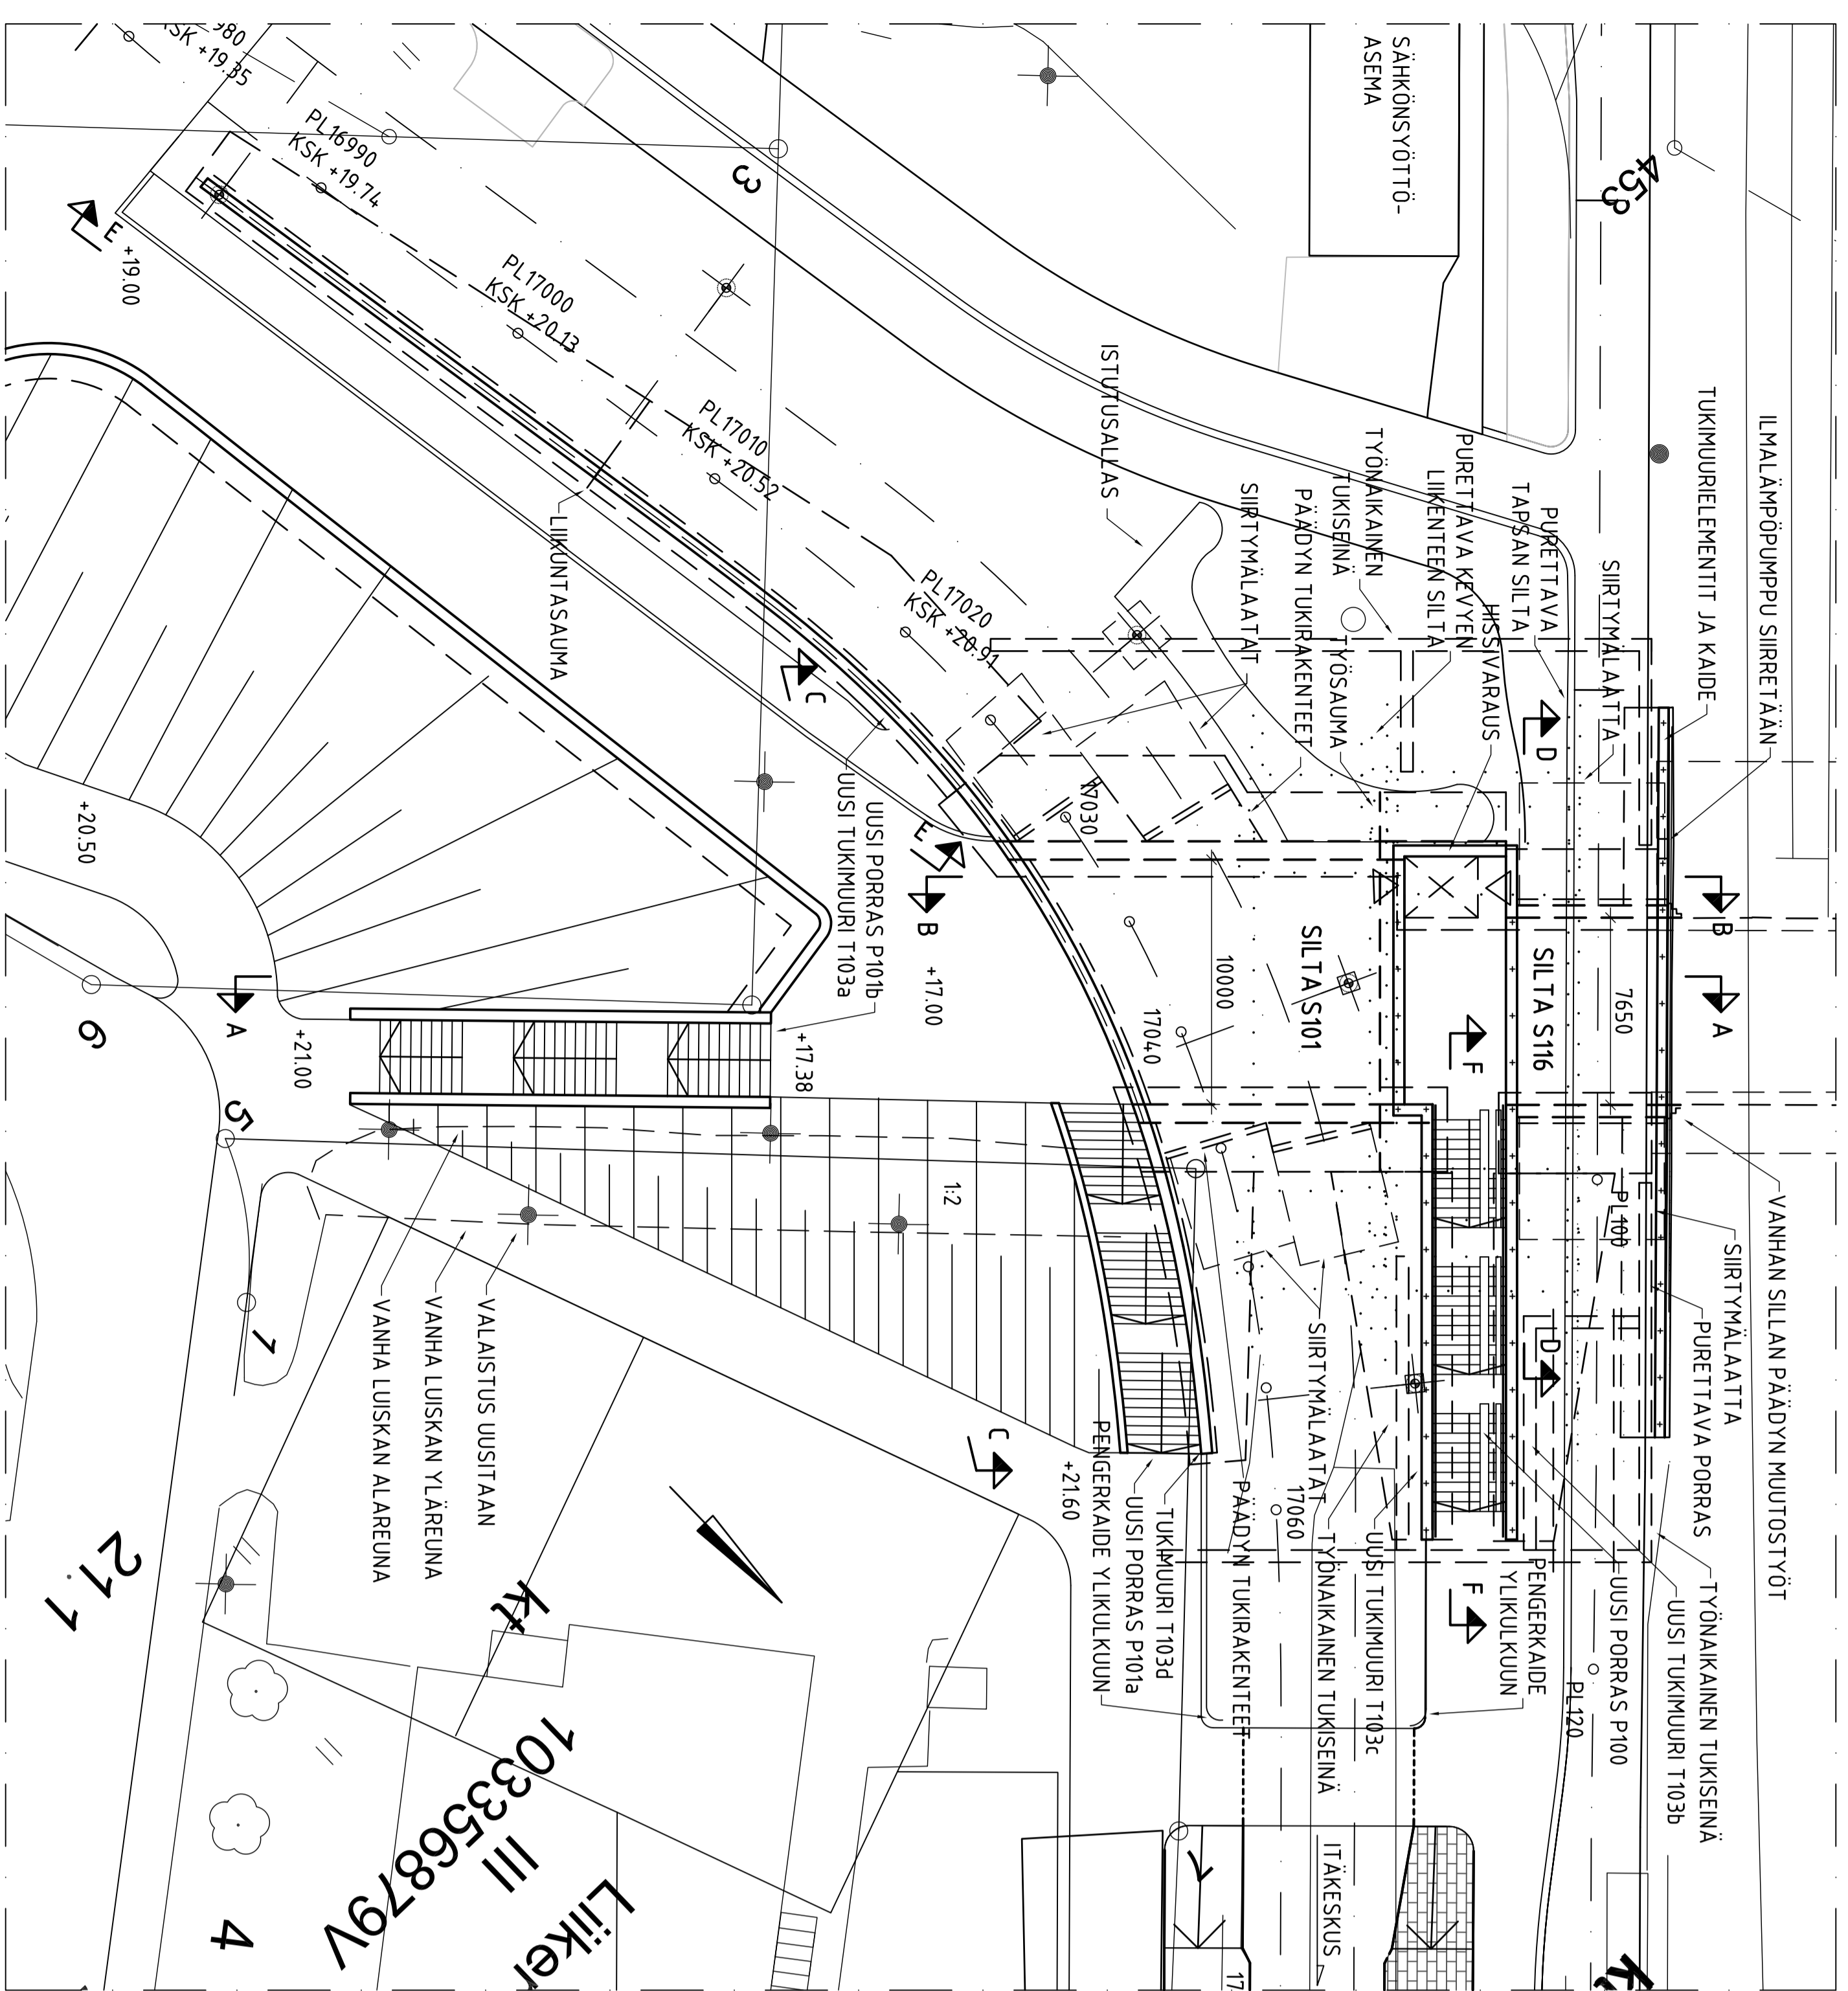 SÄHKÖNSYÖTTÖ-
ASEMA
453
ILMALÄMPÖPUMPPU SIIRRETÄÄN
TUKIMUURIELEMENTIT JA KAIDE
SIIRTYMÄLAATTA
PURETTAVA
TAPSAN SILTA
HISSIVARAUS
PURETTAVA KEVYEN
LIIKENTEEN SILTA
TYÖNAIKAINEN
TUKISEINÄ
TYÖSAUMA
PÄÄDYN TUKIRAKENTEET
SIIRTYMÄLAATAT
ISTUTUSALLAS
3
980
KSK +19.35
PL16990
KSK +19.74
PL17000
KSK +20.13
PL17010
KSK +20.52
PL17020
KSK +20.91
17030
17040
17060
E
+19.00
LIIKUNTASAUMA
C
D
E
B
B
A
A
UUSI PORRAS P101b
UUSI TUKIMUURI T103a
+17.00
10000
SILTA S101
SILTA S116
7650
F
+20.50
+21.00
+17.38
6
5
1:2
PL100
D
VANHAN SILLAN PÄÄDYN MUUTOSTYÖT
SIIRTYMÄLAATTA
PURETTAVA PORRAS
TYÖNAIKAINEN TUKISEINÄ
UUSI TUKIMUURI T103b
UUSI PORRAS P100
PL120
PENGERKAIDE
YLIKULKUUN
F
UUSI TUKIMUURI T103c
TYÖNAIKAINEN TUKISEINÄ
SIIRTYMÄLAATAT
PÄÄDYN TUKIRAKENTEET
TUKIMUURI T103d
UUSI PORRAS P101a
PENGERKAIDE YLIKULKUUN
+21.60
C
VALAISTUS UUSITAAN
VANHA LUISKAN YLÄREUNA
VANHA LUISKAN ALAREUNA
1
21.1
kt
103356879V
III
Liiker
4
ITÄKESKUS
17